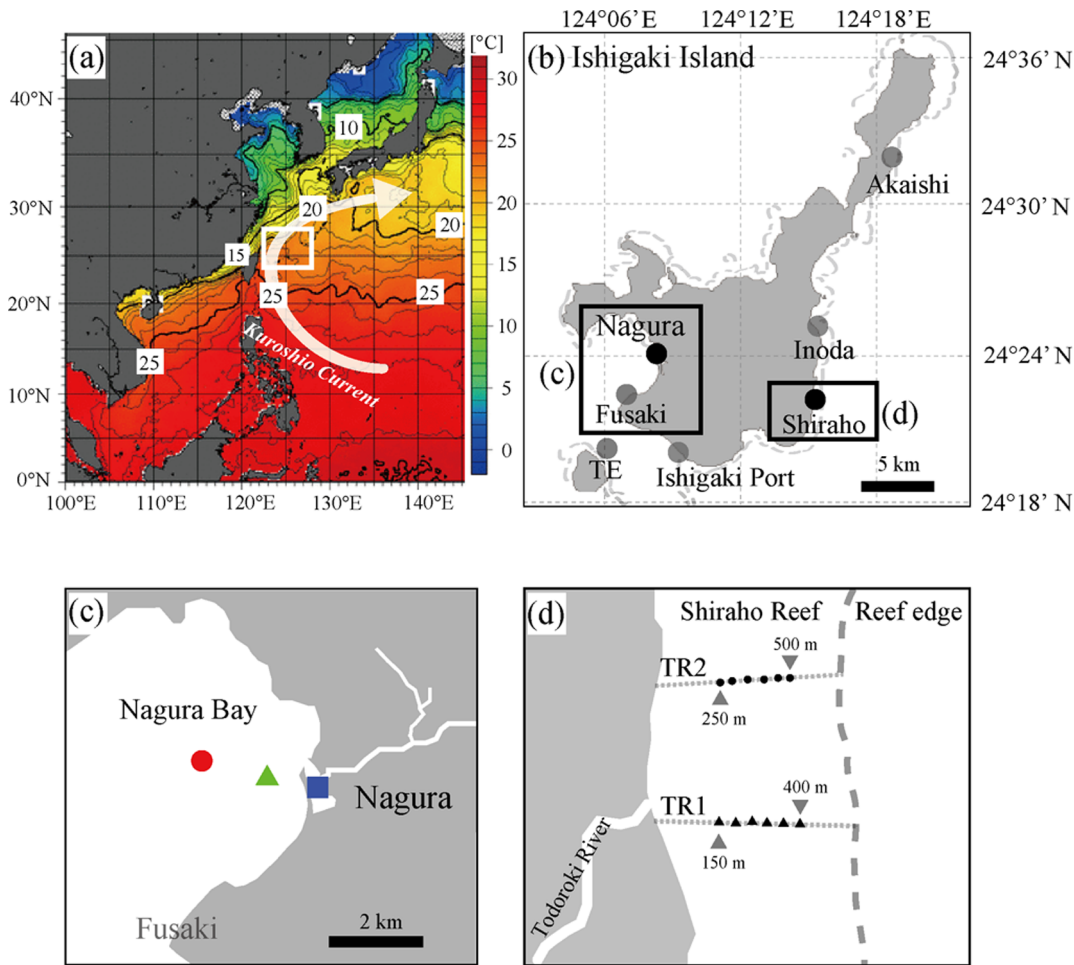 (a)
[°C]
30
25
20
15
10
5
0
40°N
30°N
20°N
10°N
0°N
100°E
110°E
120°E
130°E
140°E
10
20
20
15
25
25
25
Kuroshio Current
124°06’E
124°12’E
124°18’E
(b) Ishigaki Island
24°36’ N
24°30’ N
24°24’ N
24°18’ N
Akaishi
Inoda
Nagura
(c)
Fusaki
Shiraho
(d)
TE
Ishigaki Port
5 km
(c)
Nagura Bay
Nagura
Fusaki
2 km
(d)
Shiraho Reef
Reef edge
500 m
TR2
250 m
400 m
TR1
150 m
Todoroki River